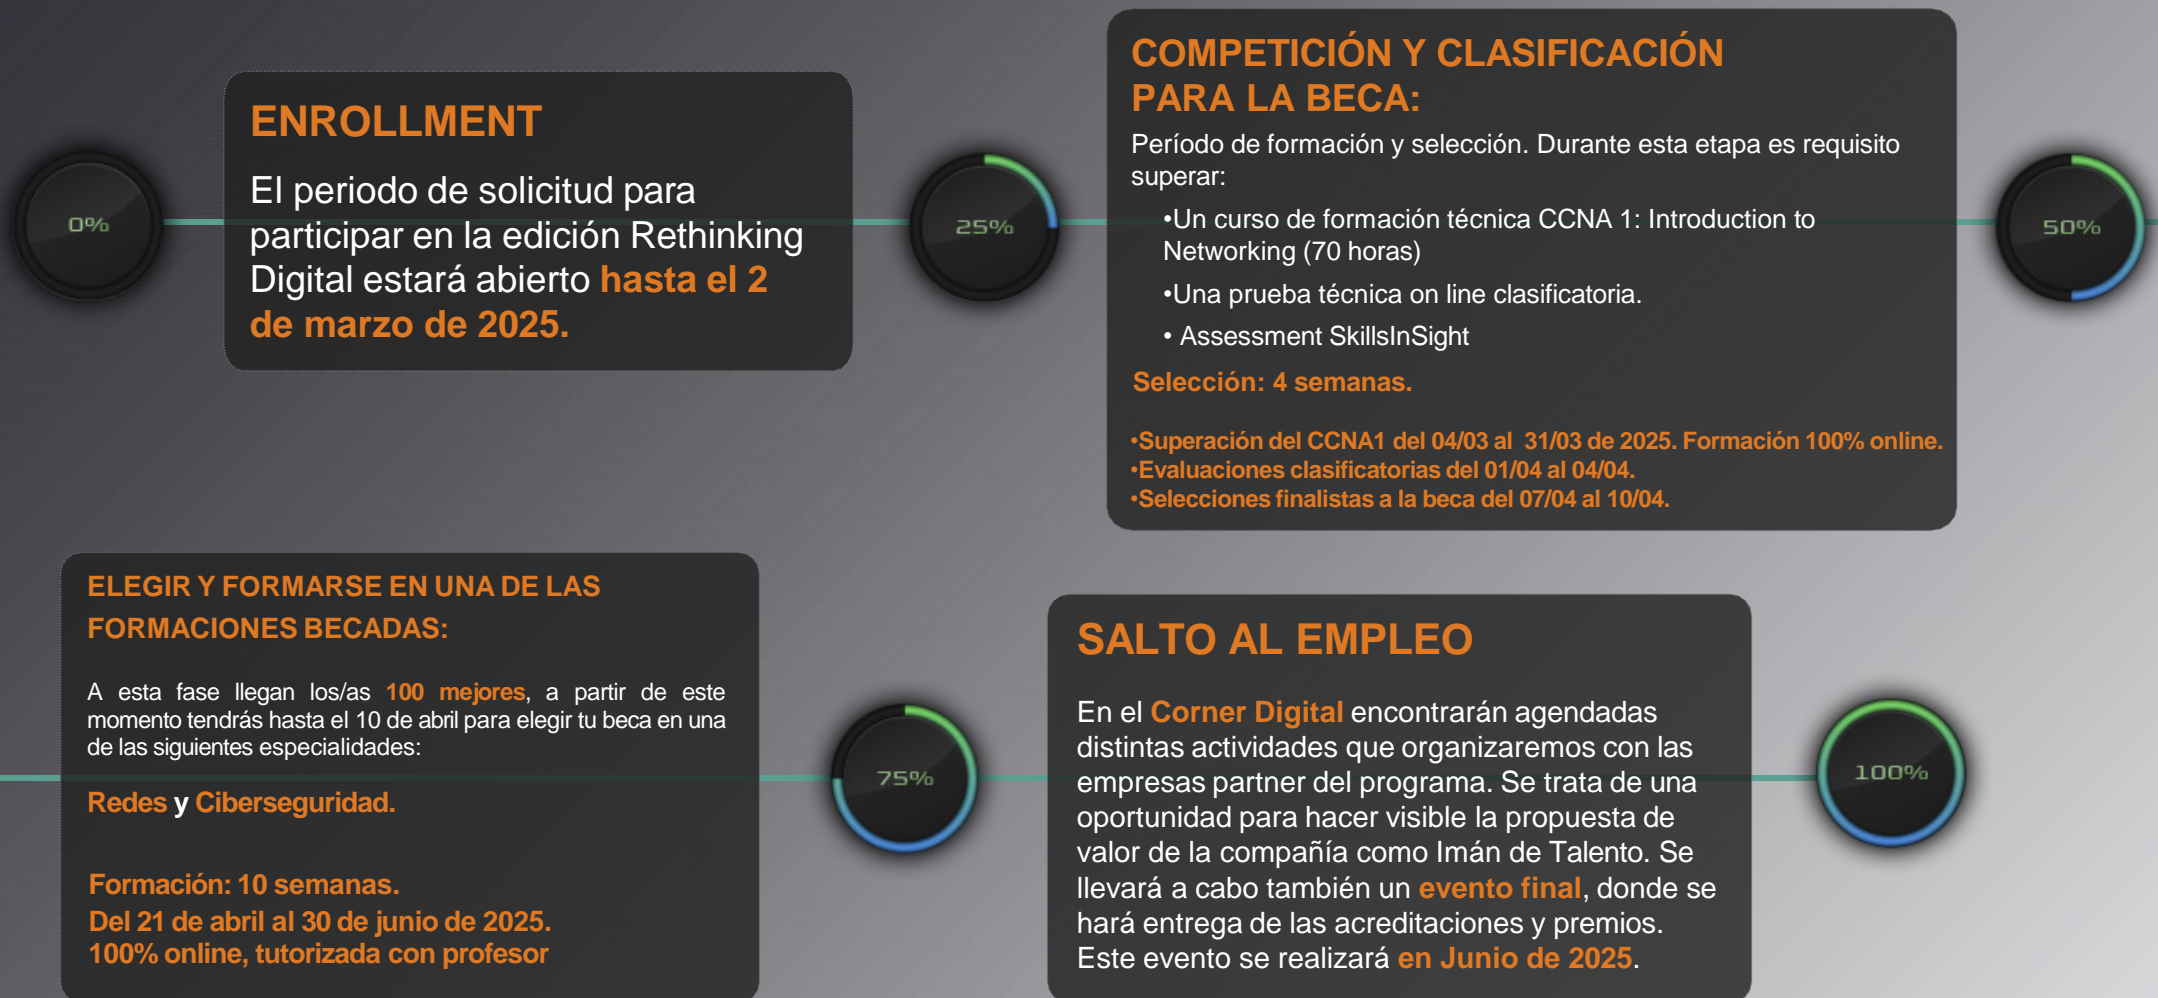 0%
ENROLLMENT
El periodo de solicitud para
participar en la edición Rethinking
Digital estará abierto hasta el 2
de marzo de 2025.
25%
COMPETICIÓN Y CLASIFICACIÓN
PARA LA BECA:
Período de formación y selección. Durante esta etapa es requisito
superar:
•Un curso de formación técnica CCNA 1: Introduction to
Networking (70 horas)
•Una prueba técnica on line clasificatoria.
• Assessment SkillsInSight
Selección: 4 semanas.
•Superación del CCNA1 del 04/03 al 31/03 de 2025. Formación 100% online.
•Evaluaciones clasificatorias del 01/04 al 04/04.
•Selecciones finalistas a la beca del 07/04 al 10/04.
50%
ELEGIR Y FORMARSE EN UNA DE LAS
FORMACIONES BECADAS:
A esta fase llegan los/as 100 mejores, a partir de este
momento tendrás hasta el 10 de abril para elegir tu beca en una
de las siguientes especialidades:
Redes y Ciberseguridad.
Formación: 10 semanas.
Del 21 de abril al 30 de junio de 2025.
100% online, tutorizada con profesor
75%
SALTO AL EMPLEO
En el Corner Digital encontrarán agendadas
distintas actividades que organizaremos con las
empresas partner del programa. Se trata de una
oportunidad para hacer visible la propuesta de
valor de la compañía como Imán de Talento. Se
llevará a cabo también un evento final, donde se
hará entrega de las acreditaciones y premios.
Este evento se realizará en Junio de 2025.
100%